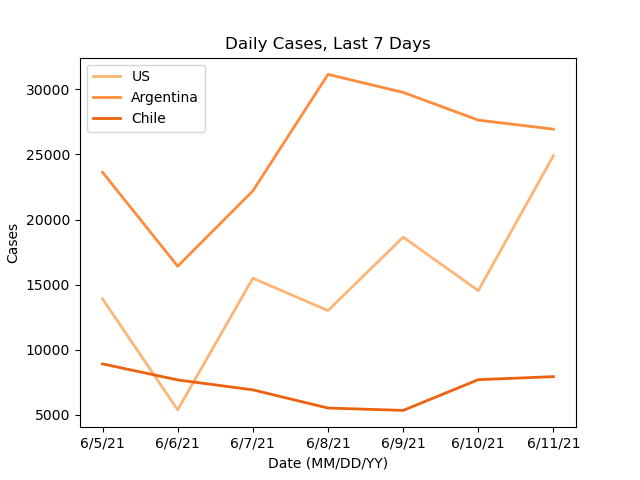 Daily Cases, Last 7 Days
US
Argentina
Chile
30000
25000
20000
15000
10000
5000
Cases
6/5/21 6/6/21 6/7/21 6/8/21 6/9/21 6/10/21 6/11/21
Date (MM/DD/YY)